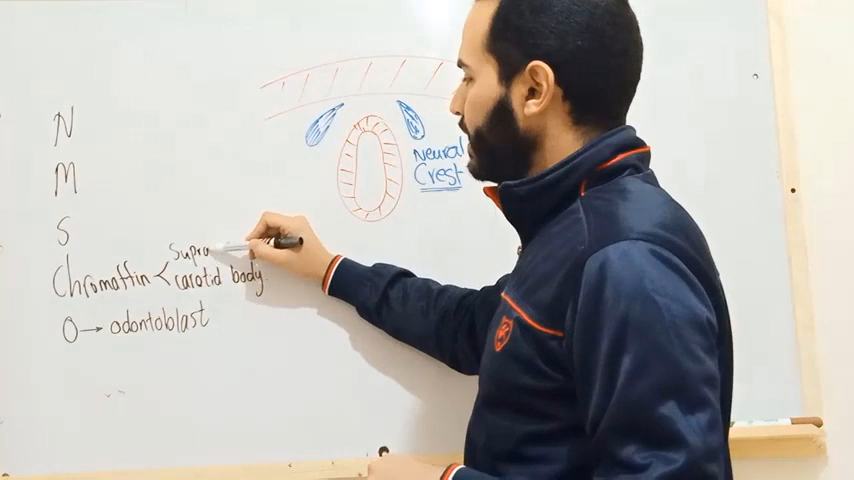 N
M
S
Supra
Chromaffin < carotid body
O → odontoblast
Neural
Crest